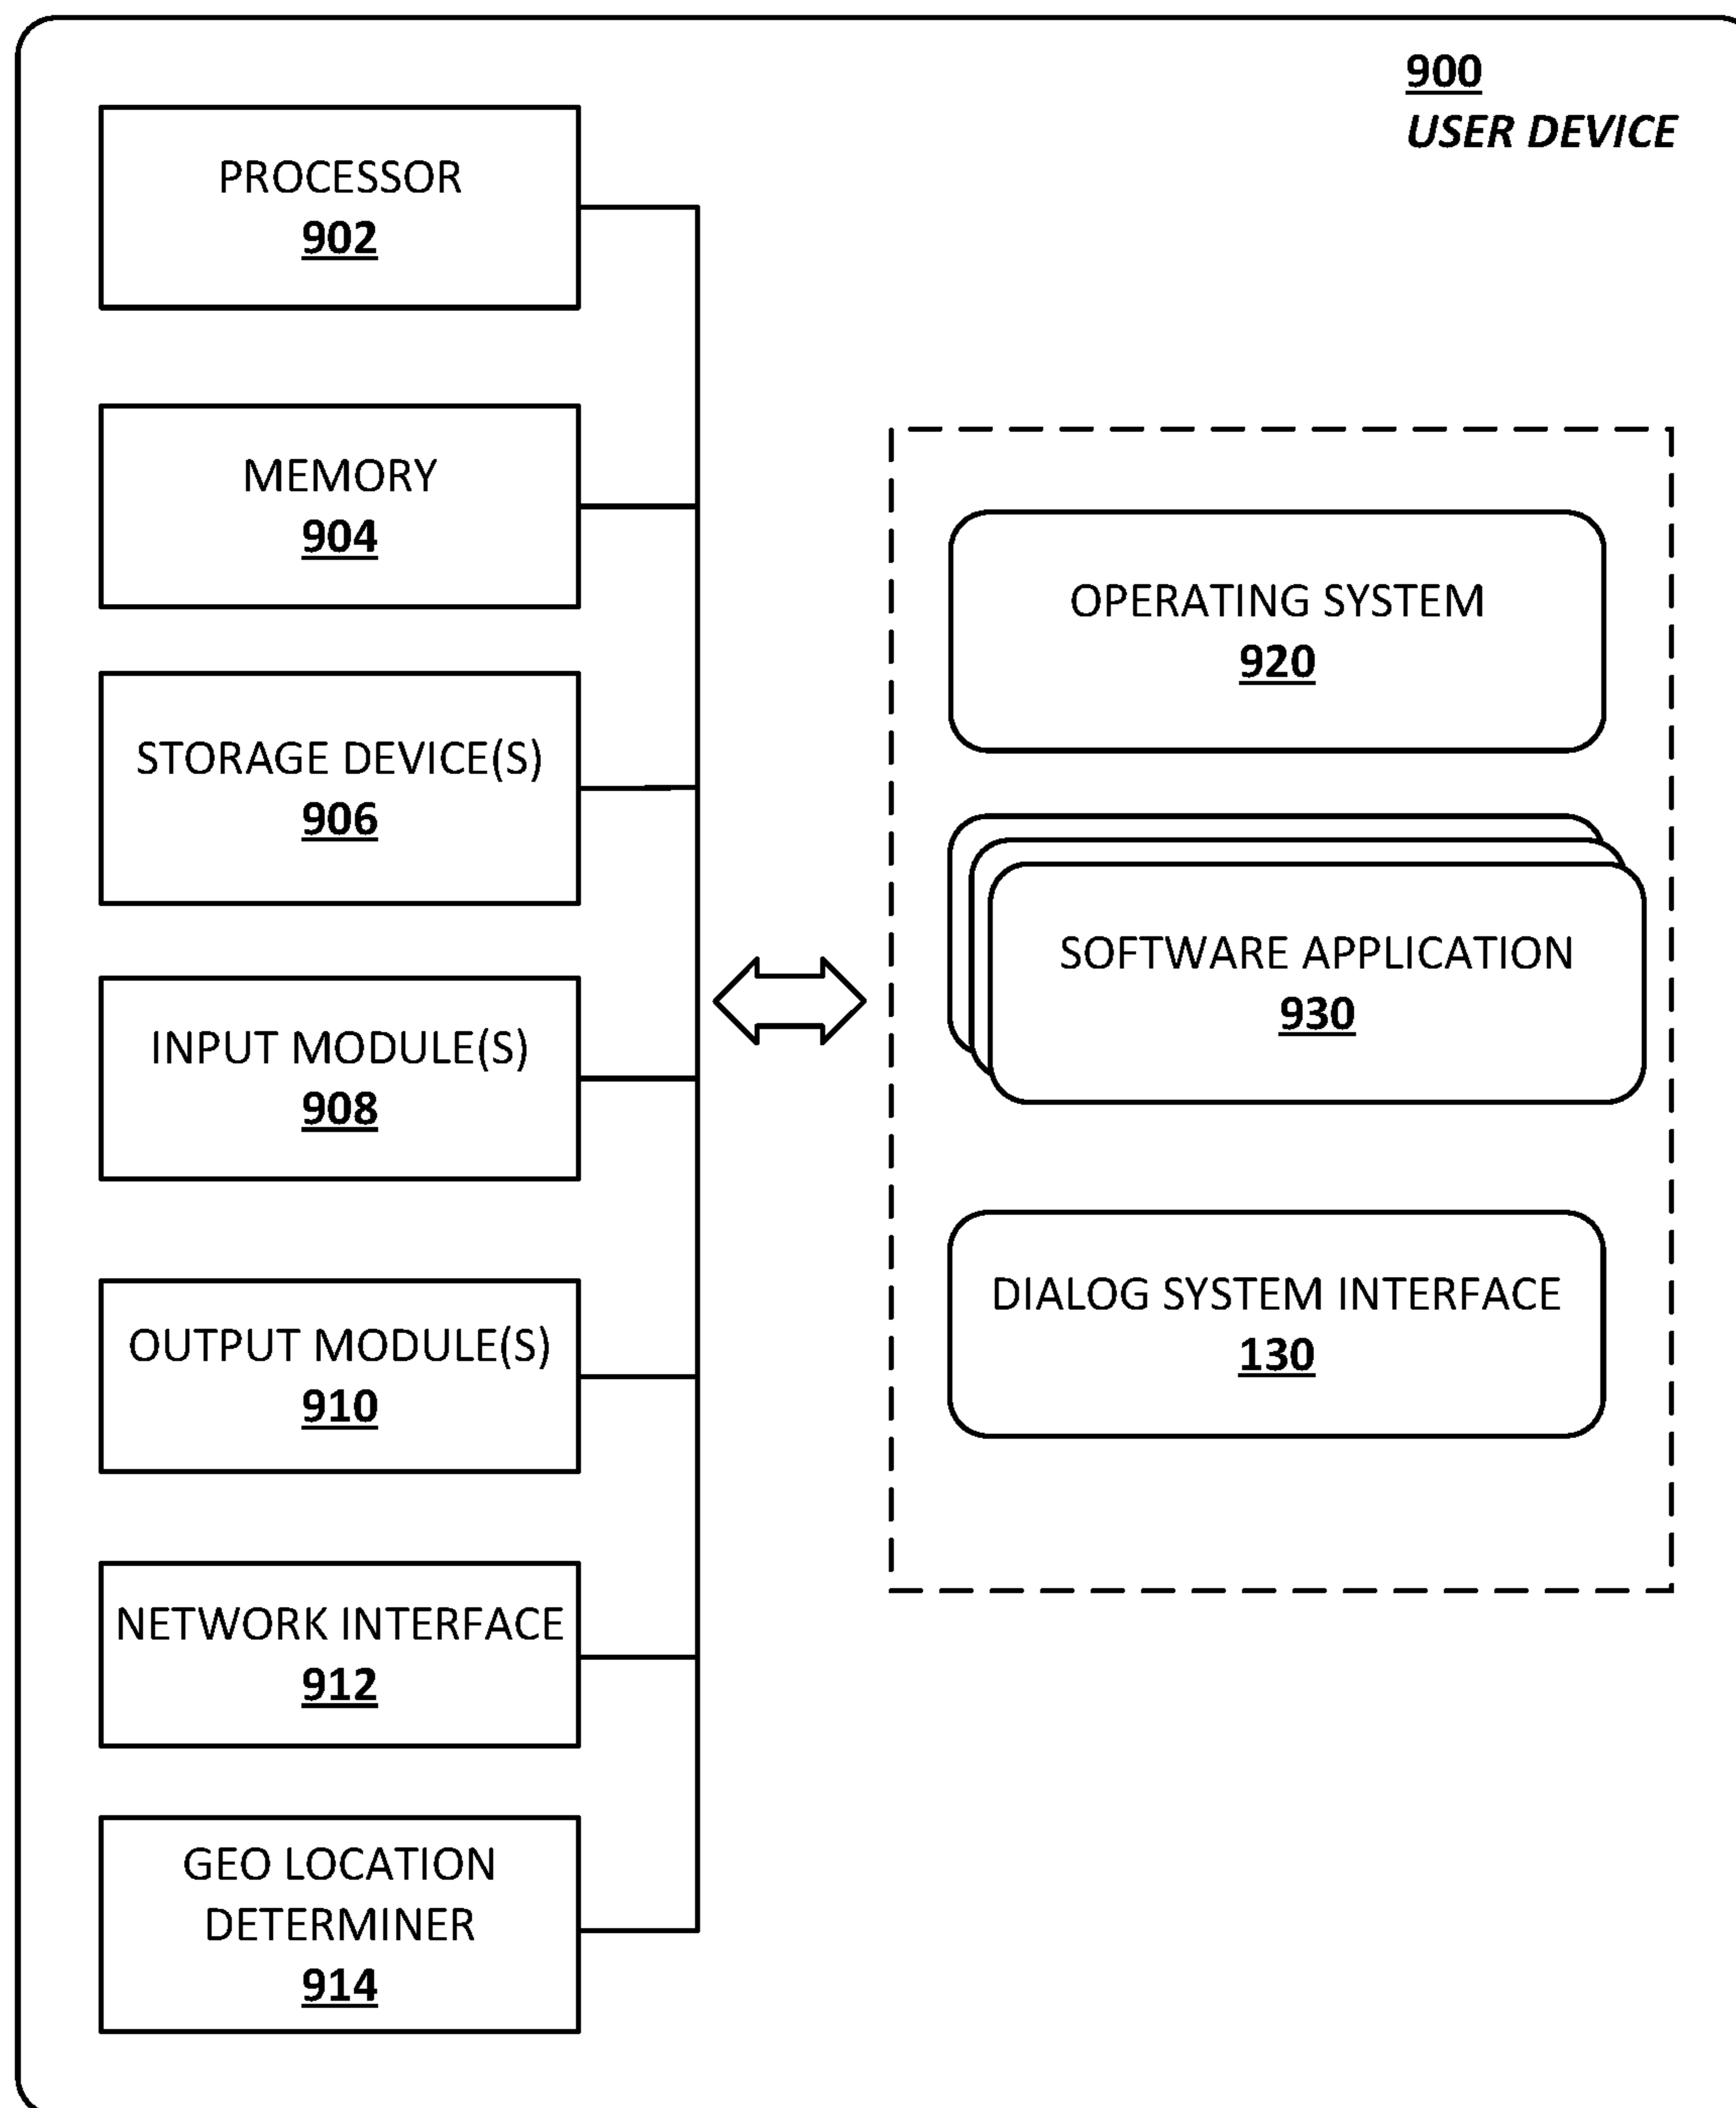 900
USER DEVICE
PROCESSOR
902
MEMORY
904
STORAGE DEVICE(S)
906
INPUT MODULE(S)
908
OUTPUT MODULE(S)
910
NETWORK INTERFACE
912
GEO LOCATION
DETERMINER
914
OPERATING SYSTEM
920
SOFTWARE APPLICATION
930
DIALOG SYSTEM INTERFACE
130